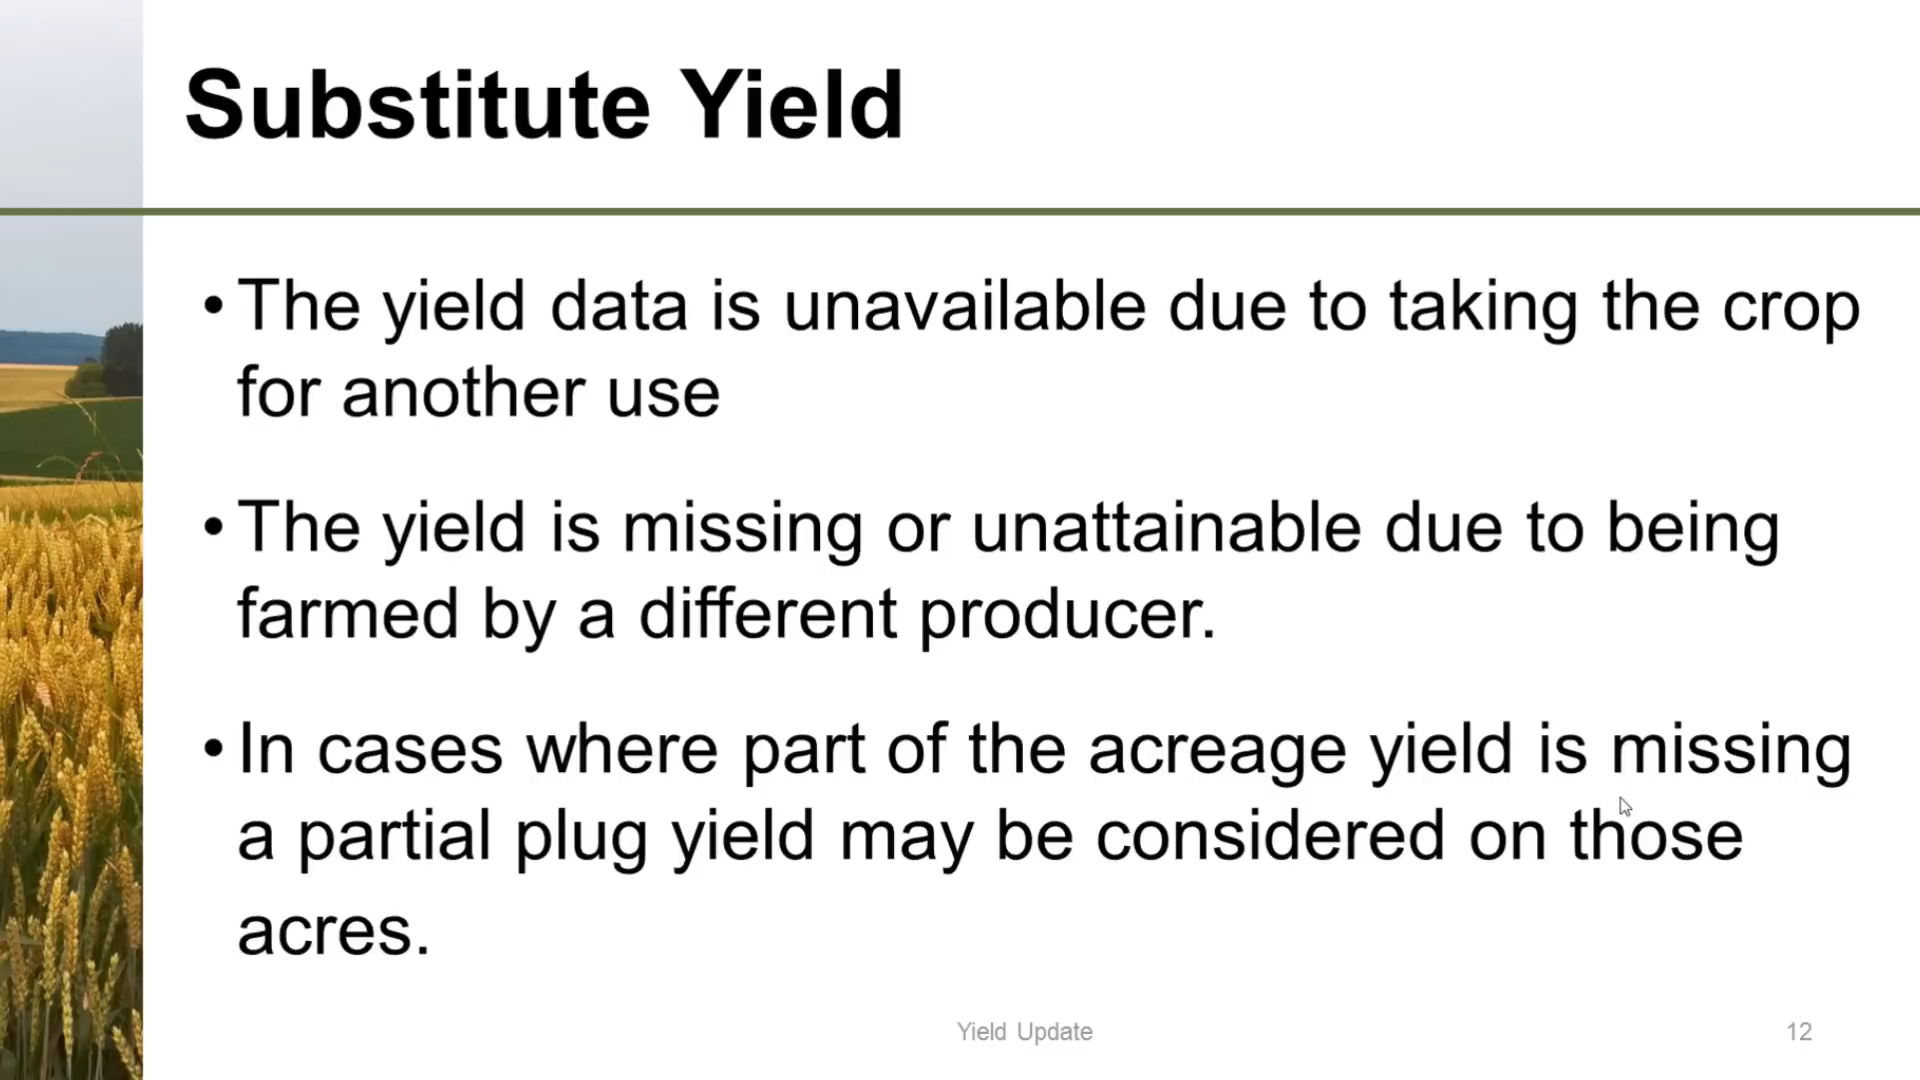 Substitute Yield
• The yield data is unavailable due to taking the crop
for another use
• The yield is missing or unattainable due to being
farmed by a different producer.
• In cases where part of the acreage yield is missing
a partial plug yield may be considered on those
acres.
Yield Update
12